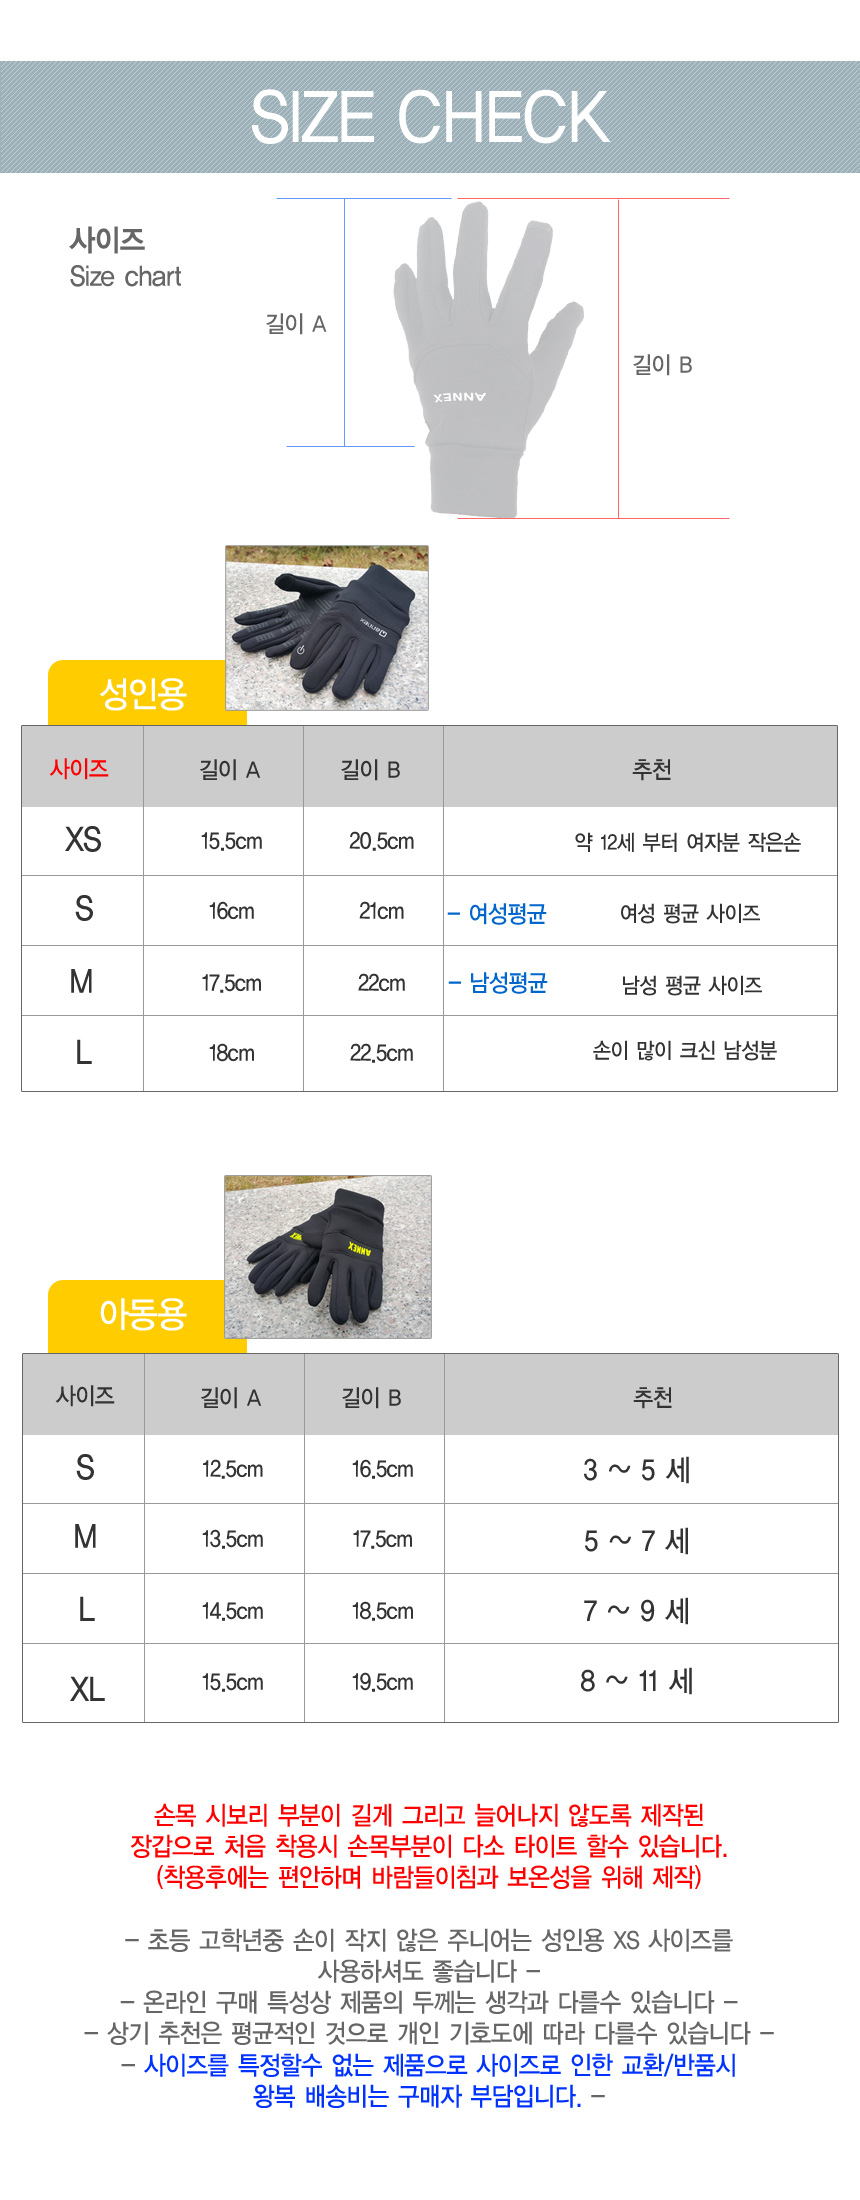 SIZE CHECK
사이즈
Size chart
길이 A
길이 B
ANNEX
annex
성인용
사이즈 길이 A 길이 B 추천
XS 15.5cm 20.5cm 약 12세 부터 여자분 작은손
S 16cm 21cm - 여성평균 여성 평균 사이즈
M 17.5cm 22cm - 남성평균 남성 평균 사이즈
L 18cm 22.5cm 손이 많이 크신 남성분
ANNEX
아동용
사이즈 길이 A 길이 B 추천
S 12.5cm 16.5cm 3 ~ 5 세
M 13.5cm 17.5cm 5 ~ 7 세
L 14.5cm 18.5cm 7 ~ 9 세
XL 15.5cm 19.5cm 8 ~ 11 세
손목 시보리 부분이 길게 그리고 늘어나지 않도록 제작된
장갑으로 처음 착용시 손목부분이 다소 타이트 할수 있습니다.
(착용후에는 편안하며 바람들이침과 보온성을 위해 제작)
- 초등 고학년중 손이 작지 않은 주니어는 성인용 XS 사이즈를
사용하셔도 좋습니다 -
- 온라인 구매 특성상 제품의 두께는 생각과 다를수 있습니다 -
- 상기 추천은 평균적인 것으로 개인 기호도에 따라 다를수 있습니다 -
- 사이즈를 특정할수 없는 제품으로 사이즈로 인한 교환/반품시
왕복 배송비는 구매자 부담입니다. -